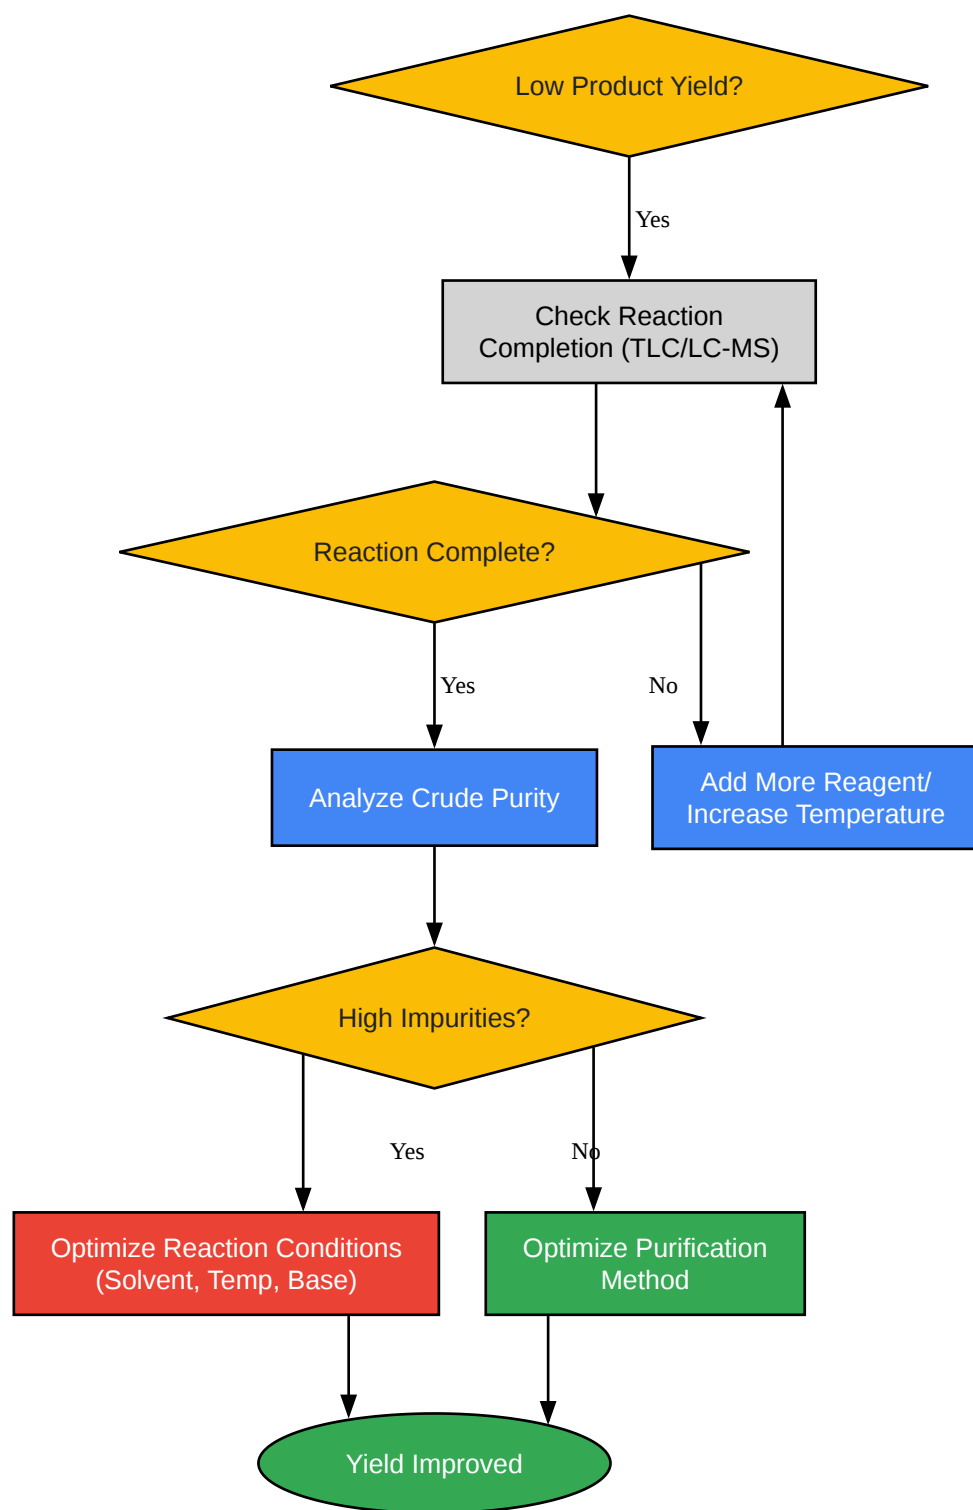 Low Product Yield?
Yes
Check Reaction
Completion (TLC/LC-MS)
Reaction Complete?
Yes
No
Analyze Crude Purity
Add More Reagent/
Increase Temperature
High Impurities?
Yes
No
Optimize Reaction Conditions
(Solvent, Temp, Base)
Optimize Purification
Method
Yield Improved